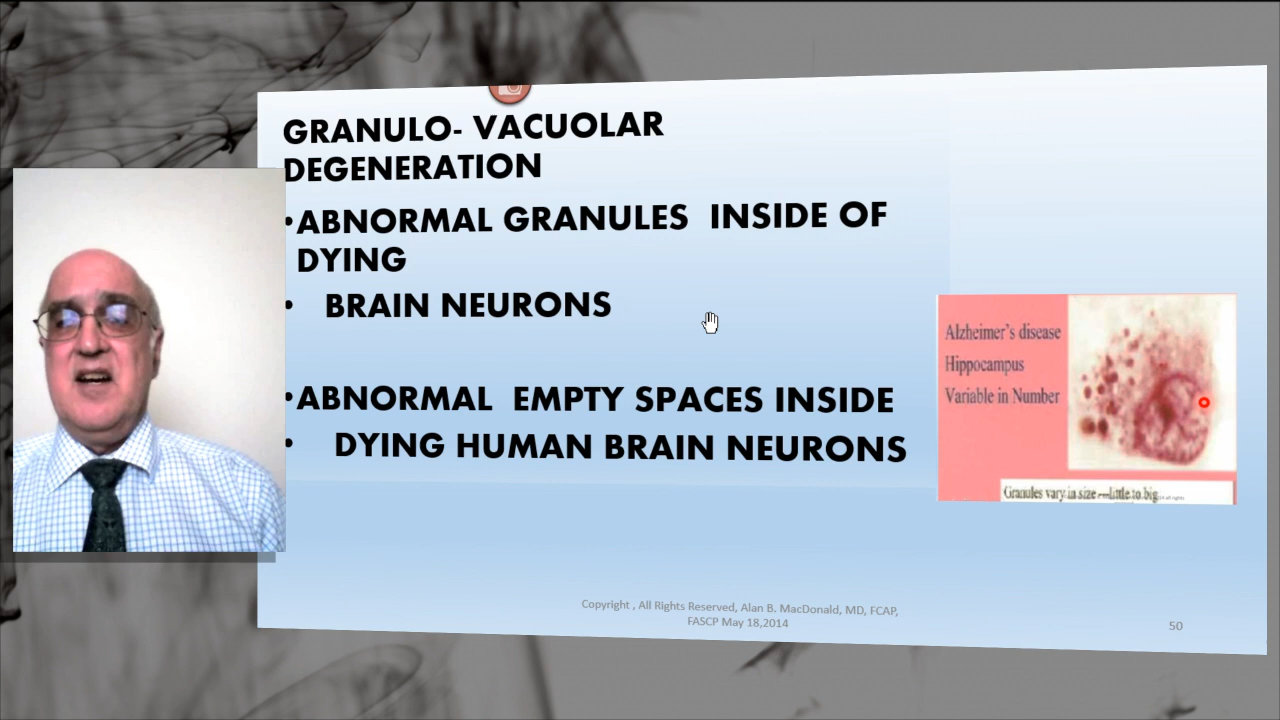 GRANULO- VACUOLAR
DEGENERATION
•ABNORMAL GRANULES INSIDE OF
DYING
• BRAIN NEURONS
•ABNORMAL EMPTY SPACES INSIDE
• DYING HUMAN BRAIN NEURONS
Alzheimer's disease
Hippocampus
Variable in Number
Granules vary in size ---little to big
Copyright , All Rights Reserved, Alan B. MacDonald, MD, FCAP,
FASCP May 18,2014
50